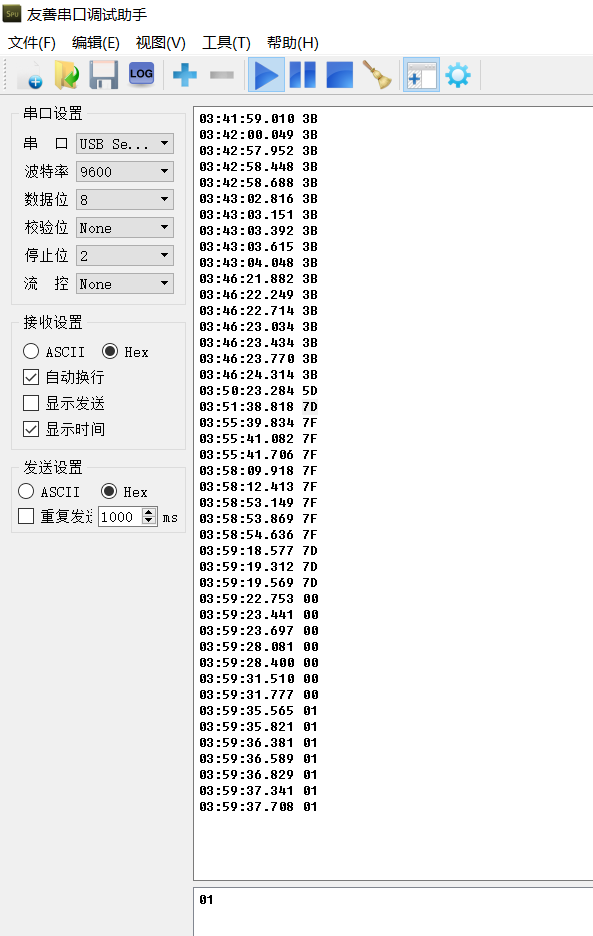 友善串口调试助手
文件(F) 编辑(E) 视图(V) 工具(T) 帮助(H)
LOG
串口设置
串 口 USB Se...
波特率 9600
数据位 8
校验位 None
停止位 2
流 控 None
接收设置
ASCII Hex
自动换行
显示发送
显示时间
发送设置
ASCII Hex
重复发 1000 ms
03:41:59.010 3B
03:42:00.049 3B
03:42:57.952 3B
03:42:58.448 3B
03:42:58.688 3B
03:43:02.816 3B
03:43:03.151 3B
03:43:03.392 3B
03:43:03.615 3B
03:43:04.048 3B
03:46:21.882 3B
03:46:22.249 3B
03:46:22.714 3B
03:46:23.034 3B
03:46:23.434 3B
03:46:23.770 3B
03:46:24.314 3B
03:50:23.284 5D
03:51:38.818 7D
03:55:39.834 7F
03:55:41.082 7F
03:55:41.706 7F
03:58:09.918 7F
03:58:12.413 7F
03:58:53.149 7F
03:58:53.869 7F
03:58:54.636 7F
03:59:18.577 7D
03:59:19.312 7D
03:59:19.569 7D
03:59:22.753 00
03:59:23.441 00
03:59:23.697 00
03:59:28.081 00
03:59:28.400 00
03:59:31.510 00
03:59:31.777 00
03:59:35.565 01
03:59:35.821 01
03:59:36.381 01
03:59:36.589 01
03:59:36.829 01
03:59:37.341 01
03:59:37.708 01
01